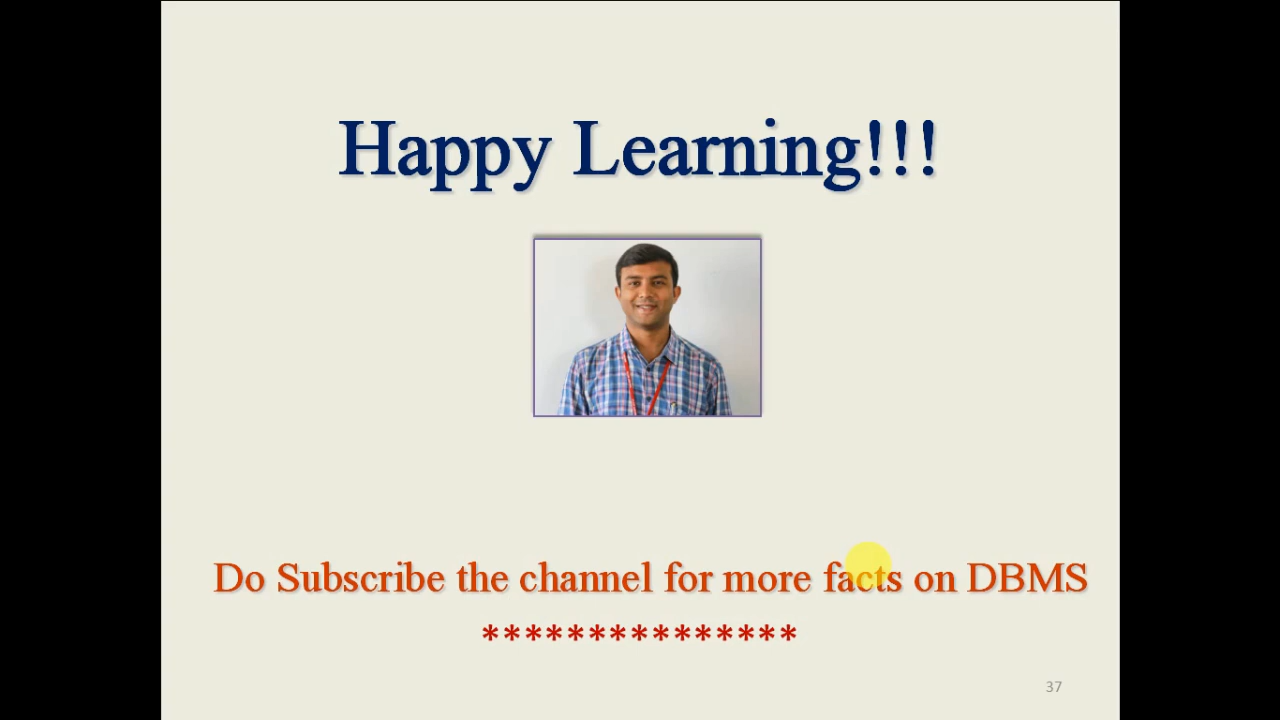 Happy Learning!!!
Do Subscribe the channel for more facts on DBMS
***************
37